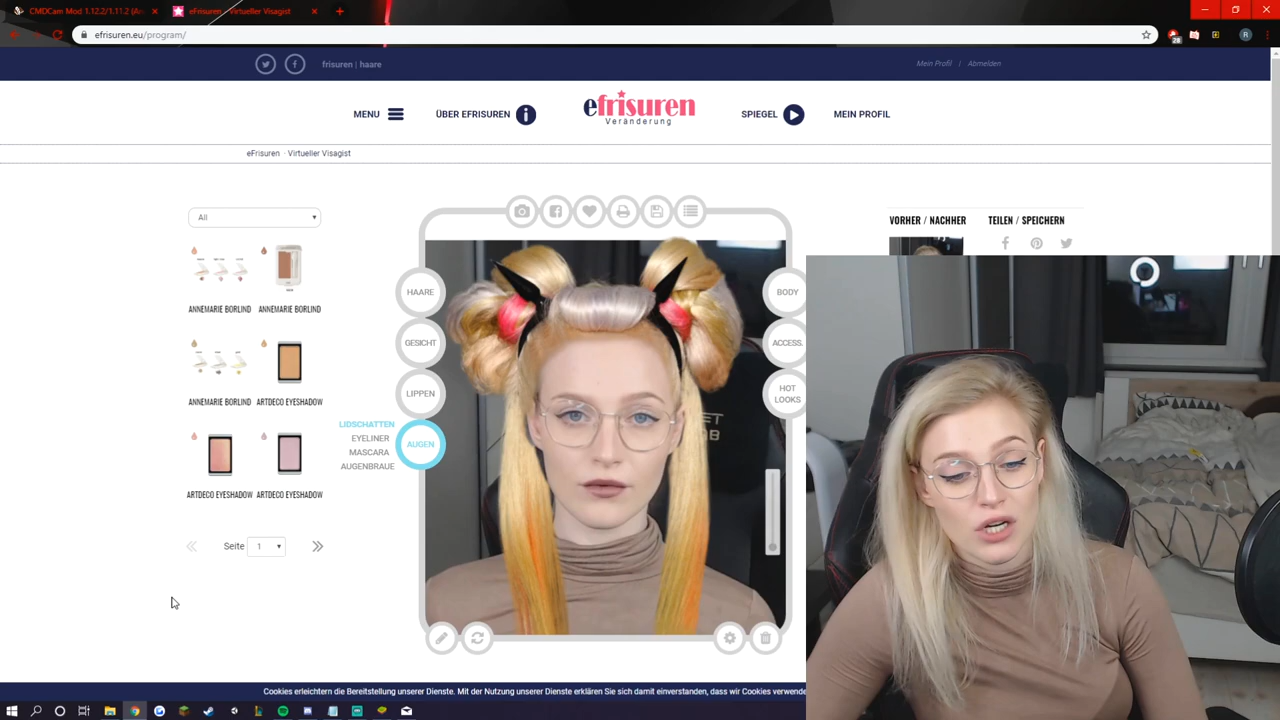 CMDCam Mod 1.12.2/1.11.2 (An
eFrisuren - Virtueller Visagist
efrisuren.eu/program/
frisuren | haare
Mein Profil | Abmelden
MENU
ÜBER EFRISUREN
efrisuren
Veränderung
SPIEGEL
MEIN PROFIL
eFrisuren · Virtueller Visagist
All
VORHER / NACHHER
TEILEN / SPEICHERN
HAARE
BODY
ANNEMARIE BORLIND
ANNEMARIE BORLIND
GESICHT
ACCESS.
LIPPEN
HOT
LOOKS
ANNEMARIE BORLIND
ARTDECO EYESHADOW
LIDSCHATTEN
EYELINER
MASCARA
AUGENBRAUE
AUGEN
ARTDECO EYESHADOW
ARTDECO EYESHADOW
Seite
1
Cookies erleichtern die Bereitstellung unserer Dienste. Mit der Nutzung unserer Dienste erklären Sie sich damit einverstanden, dass wir Cookies verwende